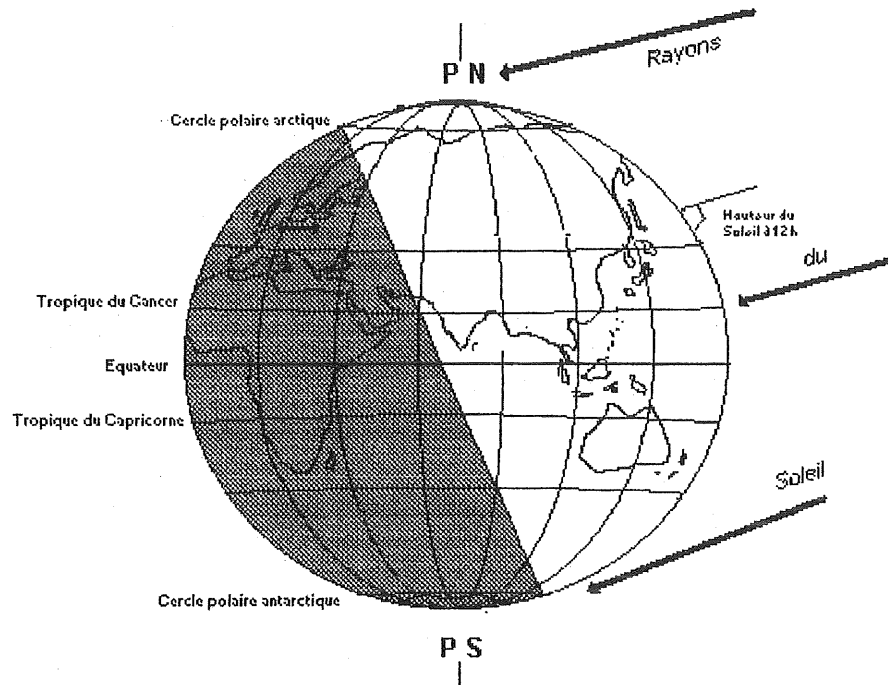 P N
Rayons
Cercle polaire arctique
Hauteur du
Soleil à 12 h
du
Tropique du Cancer
Equateur
Tropique du Capricorne
Soleil
Cercle polaire antarctique
P S